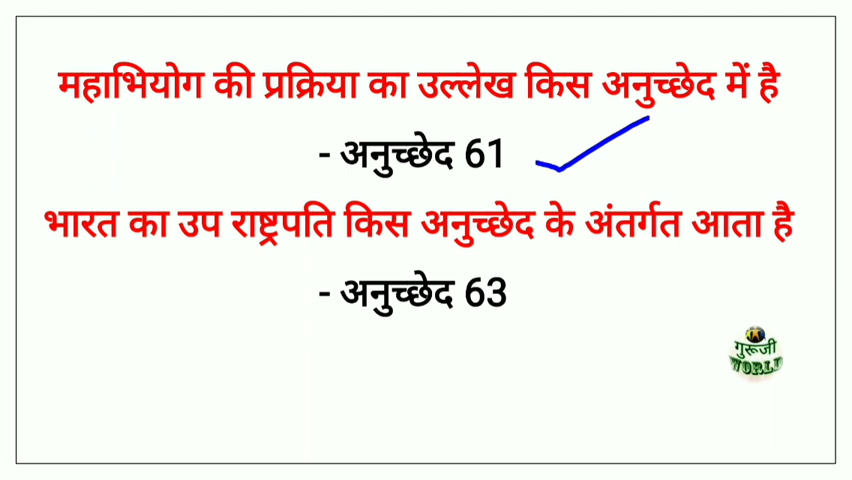 महाभियोग की प्रक्रिया का उल्लेख किस अनुच्छेद में है
- अनुच्छेद 61
भारत का उप राष्ट्रपति किस अनुच्छेद के अंतर्गत आता है
- अनुच्छेद 63
गुरूजी
WORLD